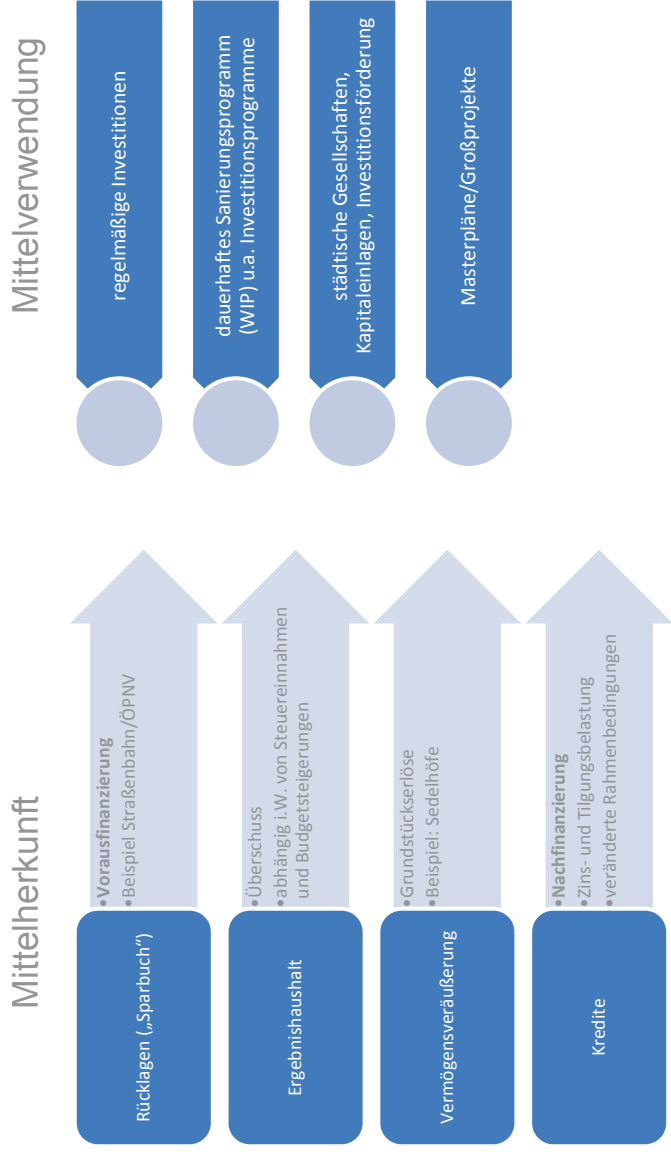 Mittelherkunft
Rücklagen („Sparbuch“)
•Vorausfinanzierung
•Beispiel Straßenbahn/ÖPNV
Ergebnishaushalt
•Überschuss
•abhängig i.W. von Steuereinnahmen
und Budgetsteigerungen
Vermögensveräußerung
•Grundstückserlöse
•Beispiel: Sedelhöfe
Kredite
•Nachfinanzierung
•Zins- und Tilgungsbelastung
•veränderte Rahmenbedingungen
Mittelverwendung
regelmäßige Investitionen
dauerhaftes Sanierungsprogramm
(WIP) u.a. Investitionsprogramme
städtische Gesellschaften,
Kapitaleinlagen, Investitionsförderung
Masterpläne/Großprojekte